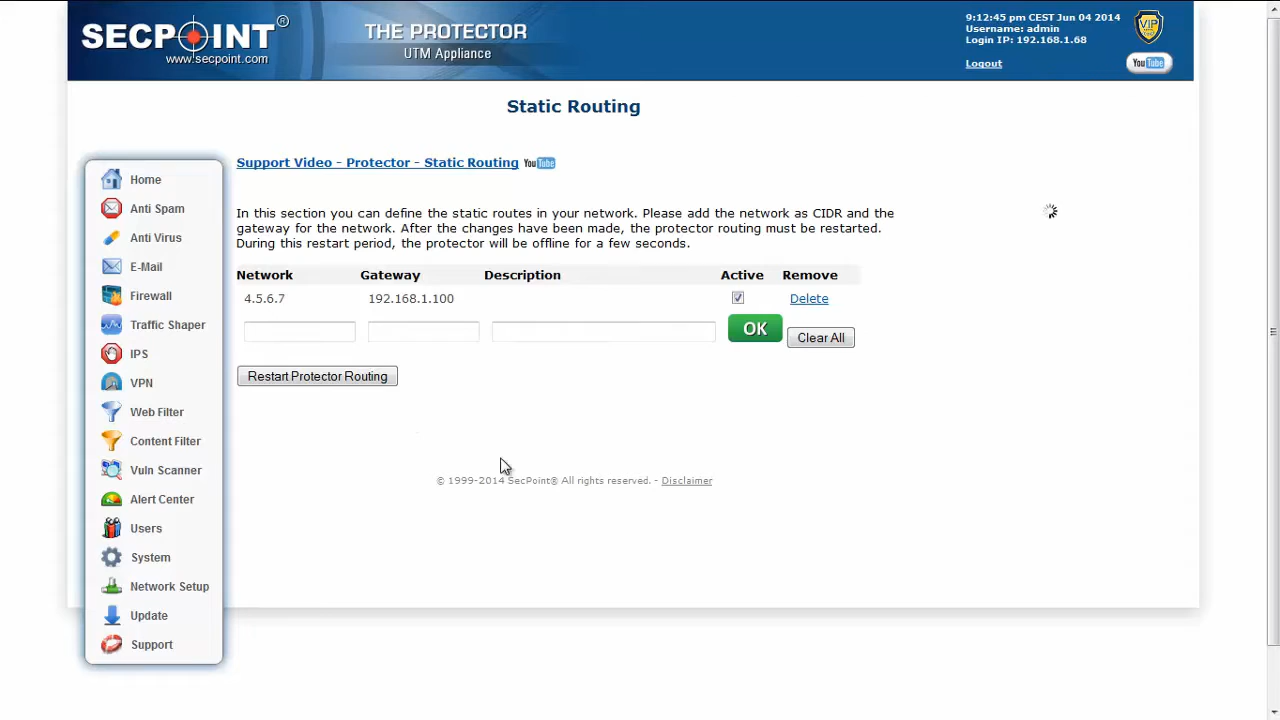 SECPOINT®
www.secpoint.com
THE PROTECTOR
UTM Appliance
9:12:45 pm CEST Jun 04 2014
Username: admin
Login IP: 192.168.1.68
Logout
VIP
YouTube
Static Routing
Support Video - Protector - Static Routing YouTube
In this section you can define the static routes in your network. Please add the network as CIDR and the
gateway for the network. After the changes have been made, the protector routing must be restarted.
During this restart period, the protector will be offline for a few seconds.
Network Gateway Description Active Remove
4.5.6.7 192.168.1.100 Delete
OK Clear All
Restart Protector Routing
© 1999-2014 SecPoint® All rights reserved. - Disclaimer
Home
Anti Spam
Anti Virus
E-Mail
Firewall
Traffic Shaper
IPS
VPN
Web Filter
Content Filter
Vuln Scanner
Alert Center
Users
System
Network Setup
Update
Support